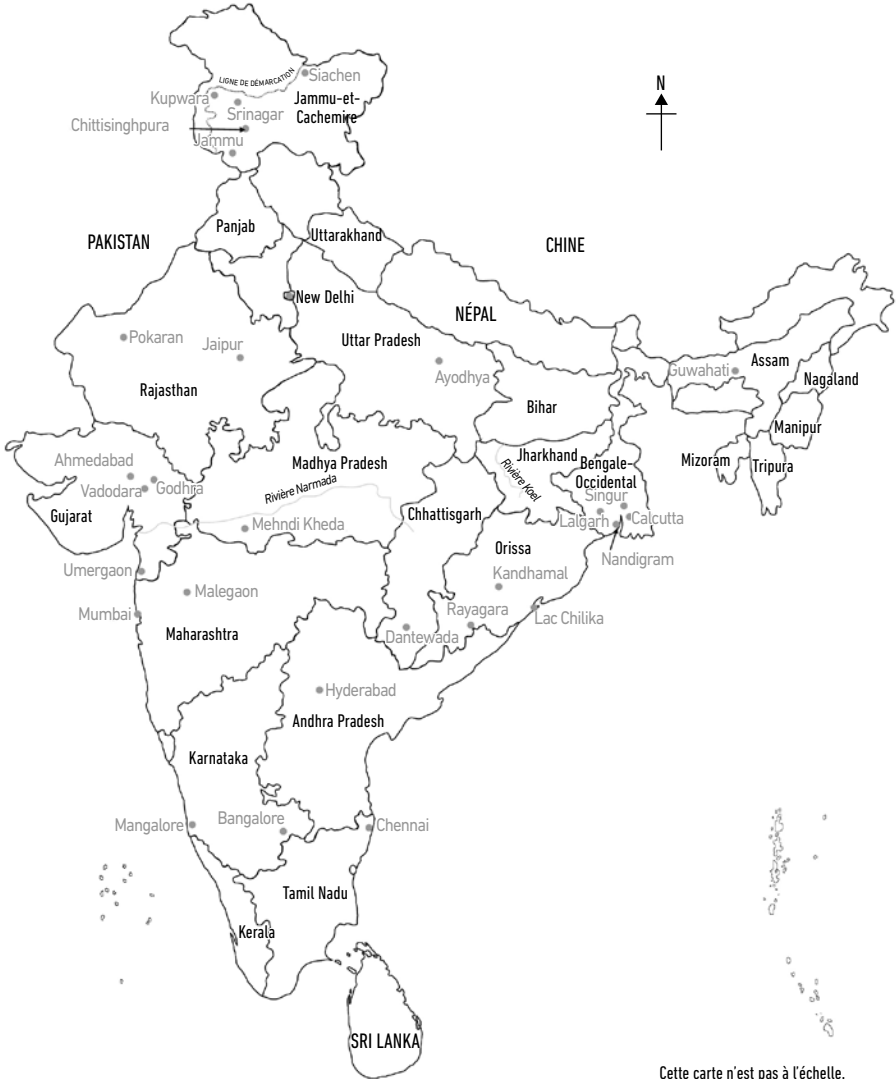 LIGNE DE DÉMARCATION
Siachen
Kupwara
Srinagar
Jammu-et-
Cachemire
Chittisinghpura
Jammu
N
PAKISTAN
Panjab
Uttarakhand
CHINE
New Delhi
NÉPAL
Pokaran
Jaipur
Uttar Pradesh
Ayodhya
Rajasthan
Guwahati
Assam
Nagaland
Bihar
Manipur
Mizoram
Tripura
Ahmedabad
Vadodara
Godhra
Gujarat
Madhya Pradesh
Rivière Narmada
Mehndi Kheda
Jharkhand
Rivière Koel
Bengale-
Occidental
Singur
Chhattisgarh
Lalgarh
Calcutta
Nandigram
Orissa
Kandhamal
Umergaon
Malegaon
Mumbai
Maharashtra
Rayagara
Dantewada
Lac Chilika
Hyderabad
Andhra Pradesh
Karnataka
Mangalore
Bangalore
Chennai
Tamil Nadu
Kerala
SRI LANKA
Cette carte n'est pas à l'échelle.